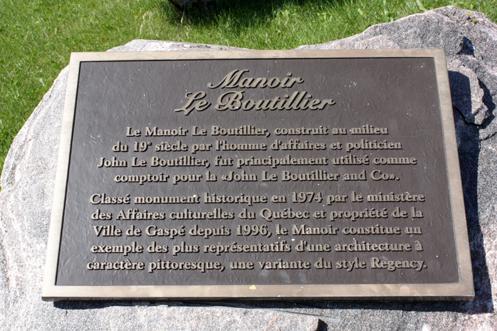 Manoir
Le Boutillier
Le Manoir Le Boutillier, construit au milieu
du 19e siècle par l'homme d'affaires et politicien
John Le Boutillier, fut principalement utilisé comme
comptoir pour la «John Le Boutillier and Co».
Classé monument historique en 1974 par le ministère
des Affaires culturelles du Québec et propriété de la
Ville de Gaspé depuis 1996, le Manoir constitue un
exemple des plus représentatifs d'une architecture à
caractère pittoresque, une variante du style Regency.